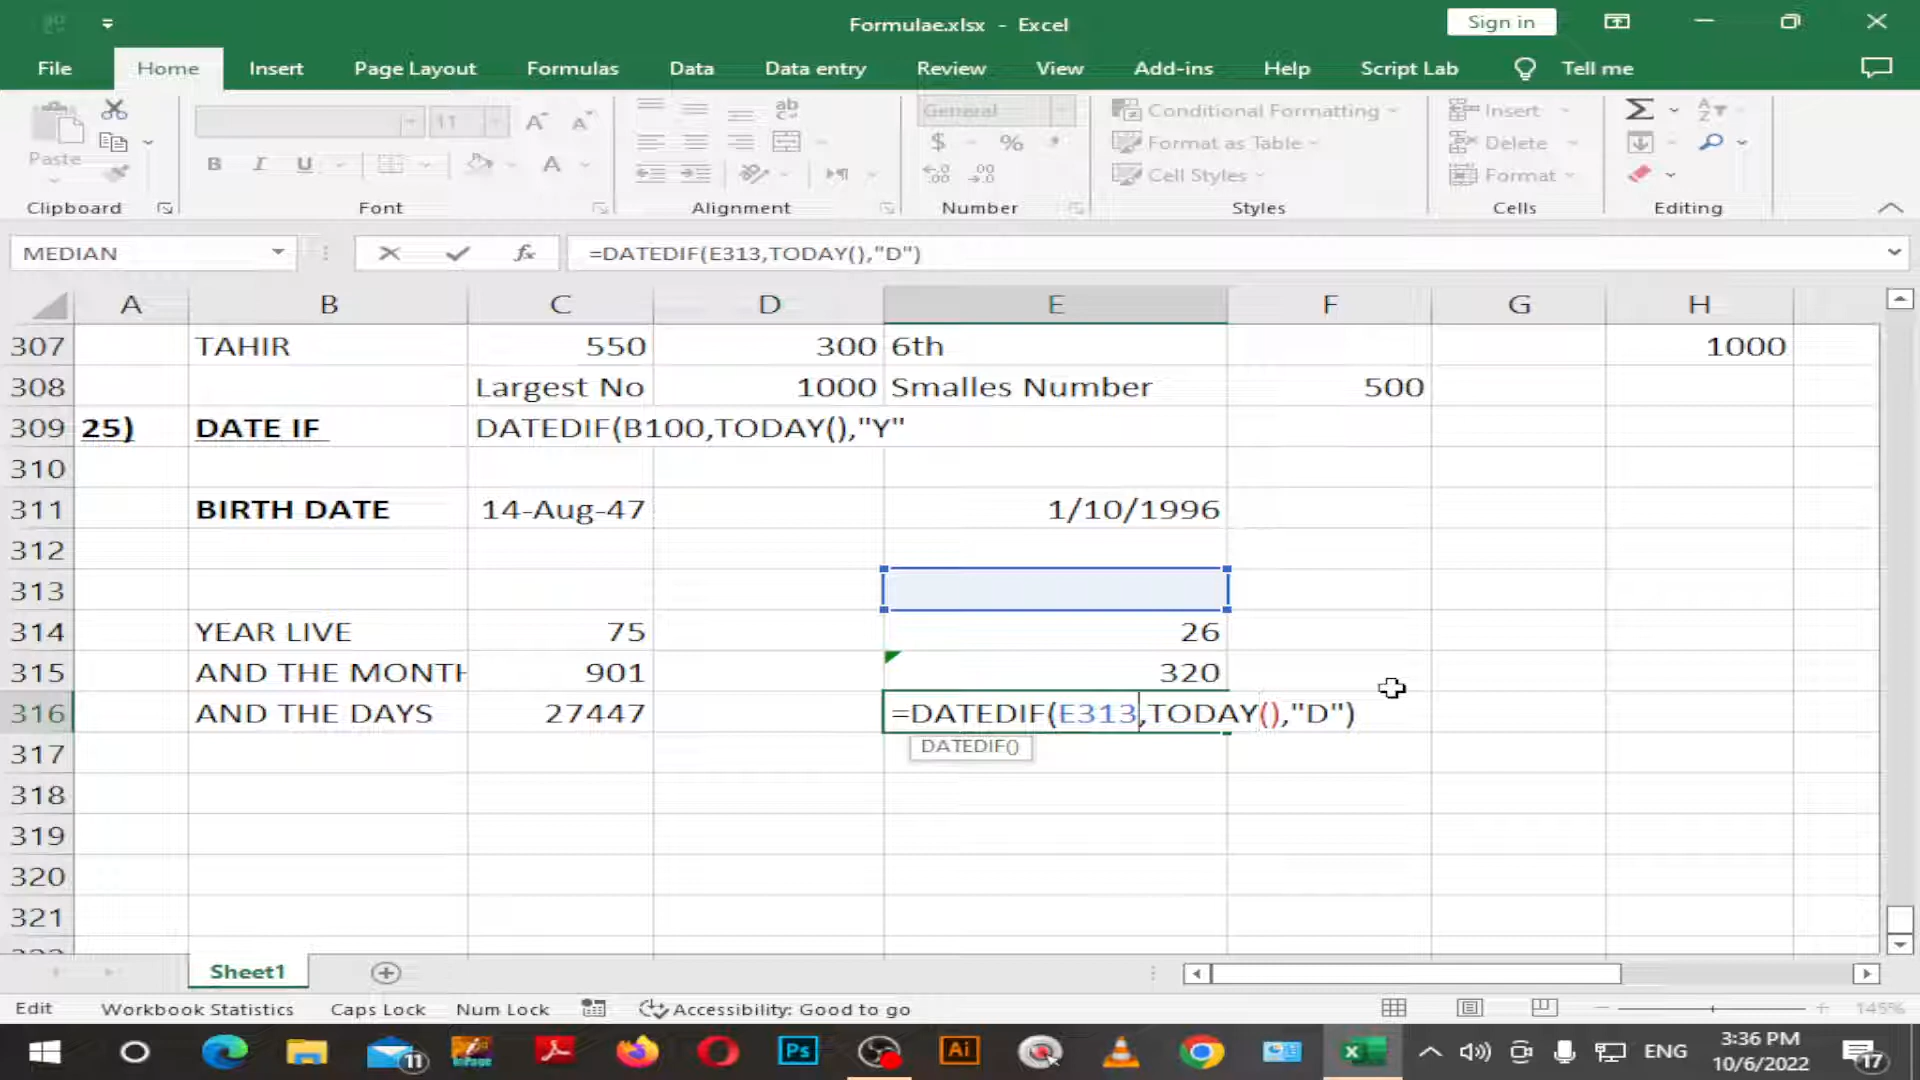 Formulae.xlsx - Excel
Sign in
File Home Insert Page Layout Formulas Data Data entry Review View Add-ins Help Script Lab Tell me
Paste
11
General
Conditional Formatting
Format as Table
Cell Styles
Insert
Delete
Format
Clipboard Font Alignment Number Styles Cells Editing
MEDIAN
=DATEDIF(E313,TODAY(),"D")
A B C D E F G H
307 TAHIR 550 300 6th 1000
308 Largest No 1000 Smalles Number 500
309 25) DATE IF DATEDIF(B100,TODAY(),"Y"
310
311 BIRTH DATE 14-Aug-47 1/10/1996
312
313
314 YEAR LIVE 75 26
315 AND THE MONTH 901 320
316 AND THE DAYS 27447 =DATEDIF(E313,TODAY(),"D")
DATEDIF()
317
318
319
320
321
Sheet1
Edit Workbook Statistics Caps Lock Num Lock Accessibility: Good to go 145%
11
Ps
Ai
ENG
3:36 PM
10/6/2022
17